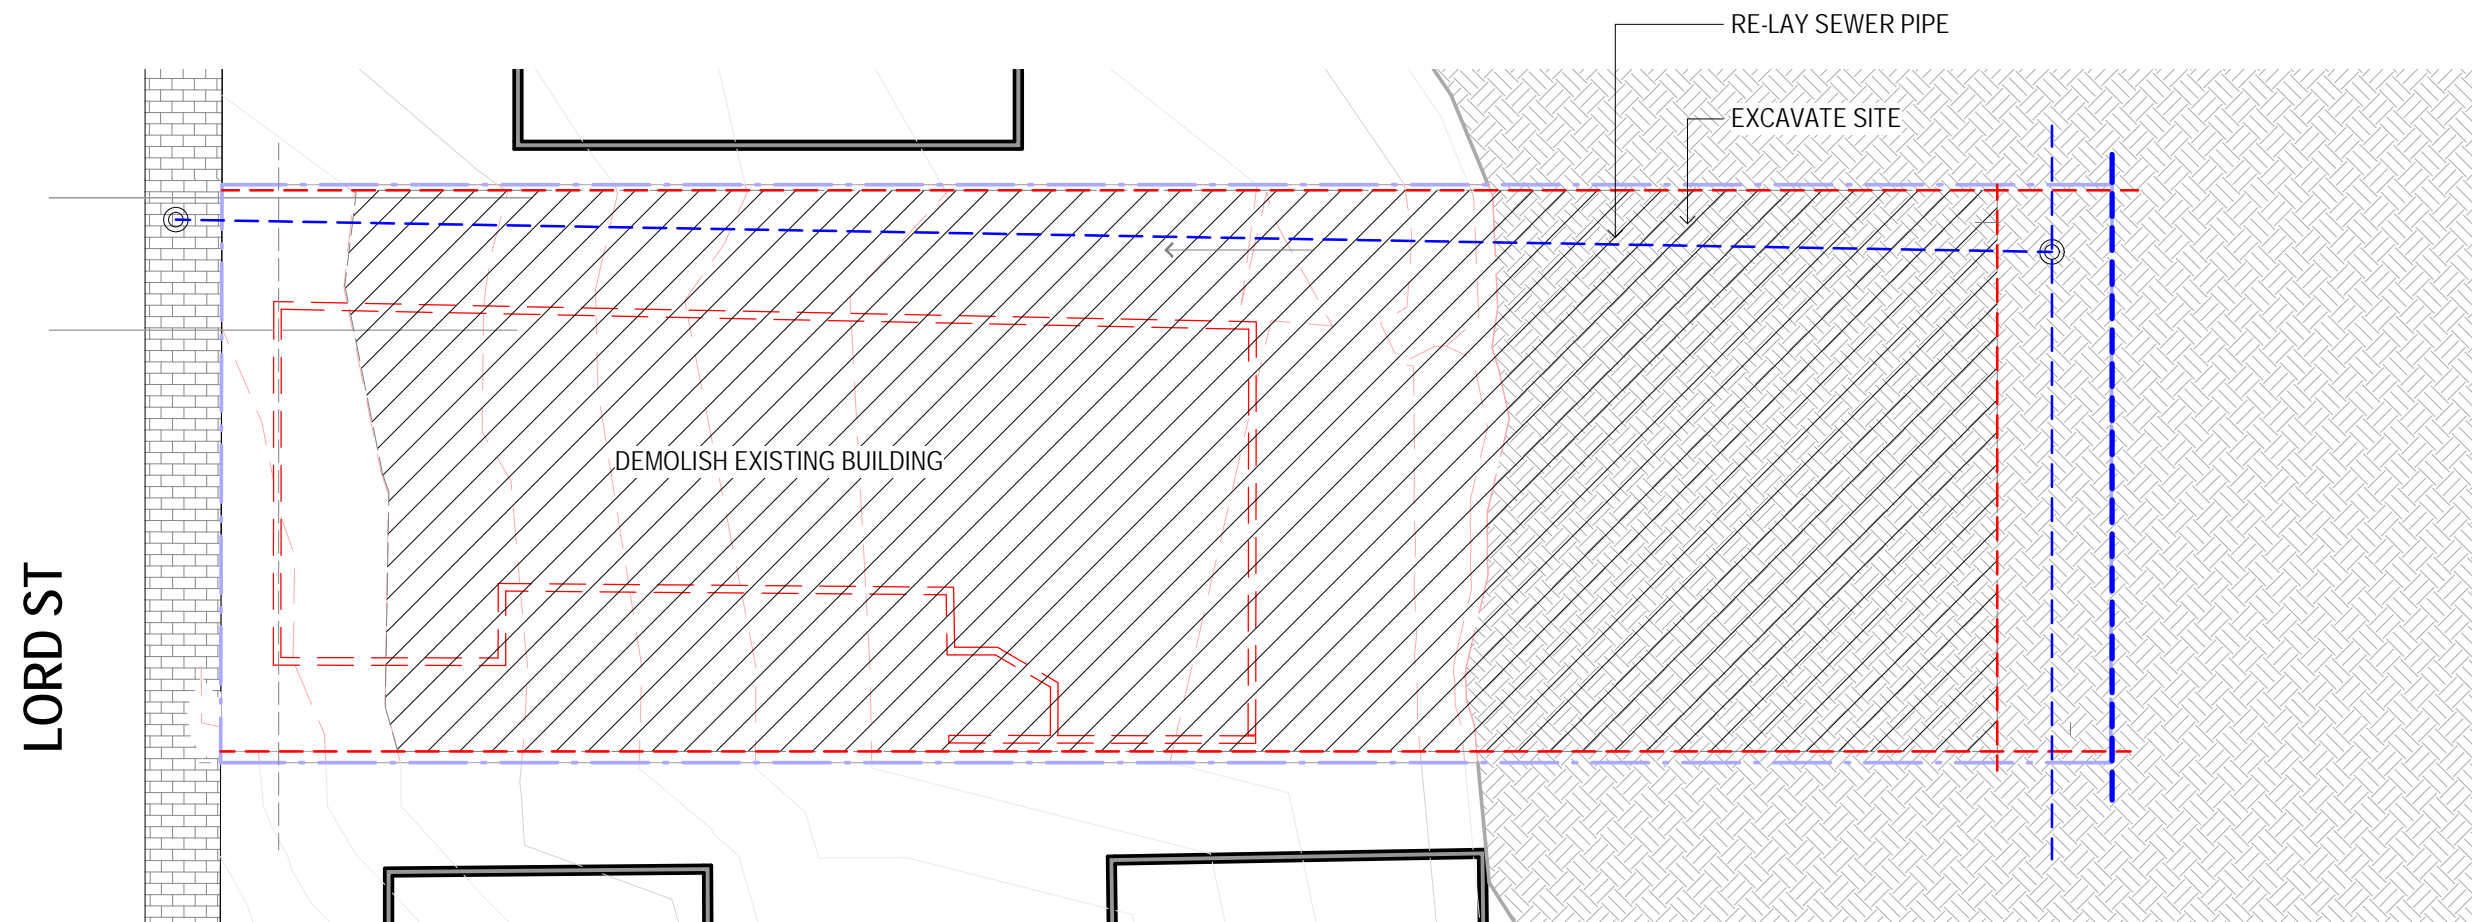 RE-LAY SEWER PIPE
EXCAVATE SITE
DEMOLISH EXISTING BUILDING
LORD ST